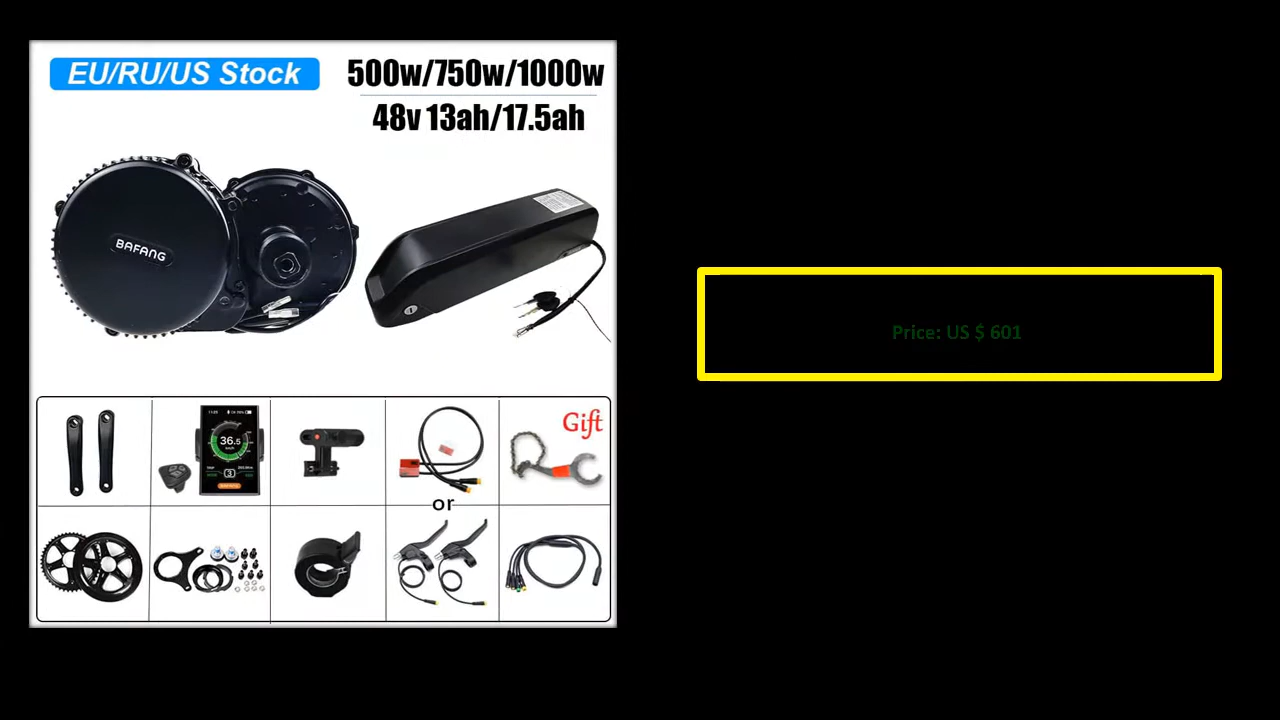 EU/RU/US Stock
500w/750w/1000w
48v 13ah/17.5ah
BAFANG
Price: US $ 601
36.5
3
Gift
or